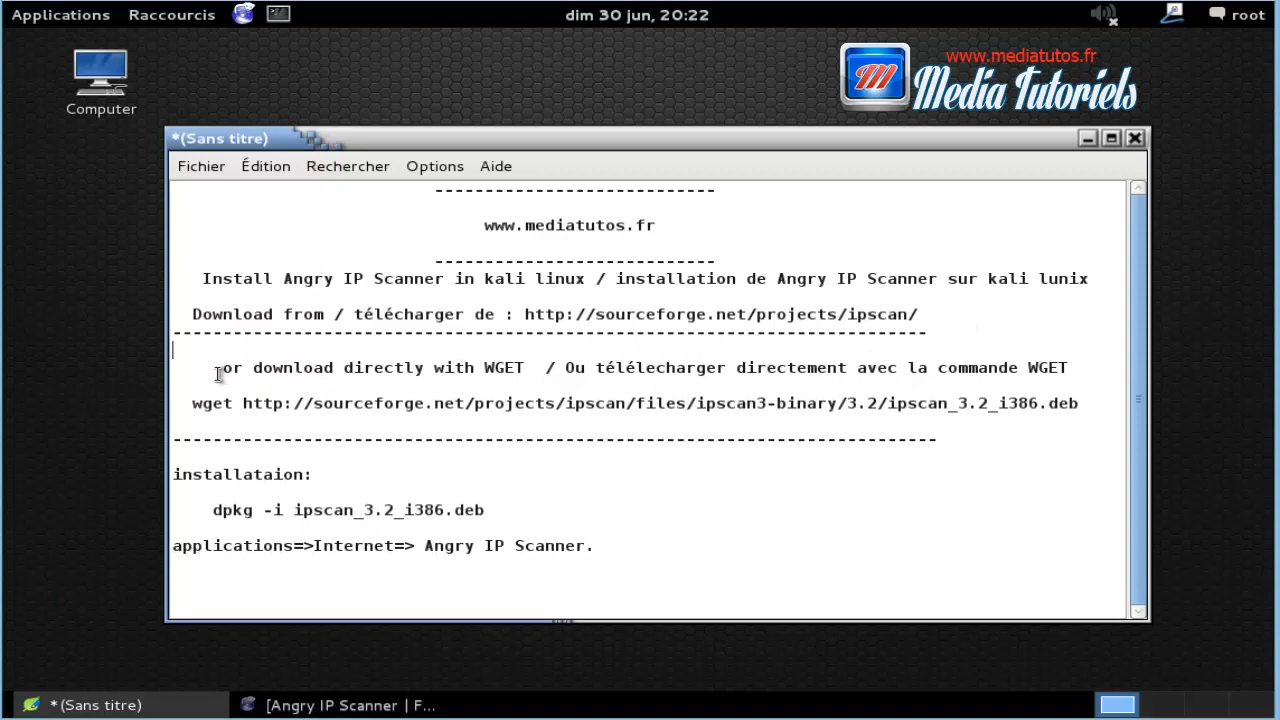 Applications Raccourcis dim 30 jun, 20:22 root
Computer
www.mediatutos.fr
Media Tutoriels
*(Sans titre)
Fichier Édition Rechercher Options Aide
----------------------------
www.mediatutos.fr
----------------------------
Install Angry IP Scanner in kali linux / installation de Angry IP Scanner sur kali lunix
Download from / télécharger de : http://sourceforge.net/projects/ipscan/
---------------------------------------------------------------------------
or download directly with WGET / Ou télélecharger directement avec la commande WGET
wget http://sourceforge.net/projects/ipscan/files/ipscan3-binary/3.2/ipscan_3.2_i386.deb
----------------------------------------------------------------------------
installataion:
dpkg -i ipscan_3.2_i386.deb
applications=>Internet=> Angry IP Scanner.
*(Sans titre) [Angry IP Scanner | F...